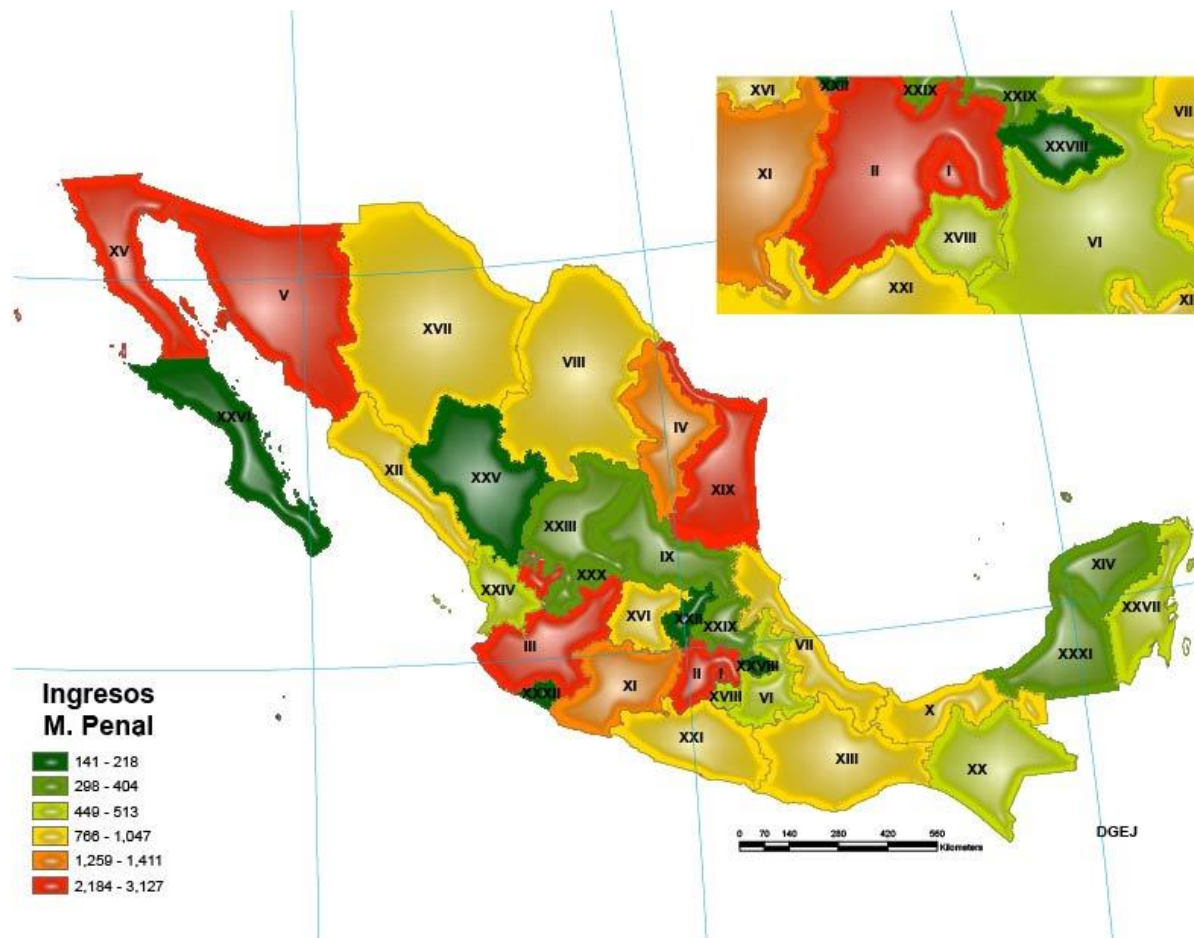 XVI
XXII
XXIX
XXIX
VII
XXVIII
XI
II
I
XVIII
VI
XXI
XI
XV
V
XVII
VIII
IV
XXVI
XII
XXV
XIX
XXIII
IX
XXX
XXIV
XVI
XXII
XXIX
XIV
XXVII
III
VII
XXXI
XI
II
I
XXVIII
XVIII
VI
XXXII
X
XXI
XIII
XX
Ingresos
M. Penal
141 - 218
298 - 404
449 - 513
766 - 1,047
1,259 - 1,411
2,184 - 3,127
0 70 140 280 420 560
Kilometers
DGEJ